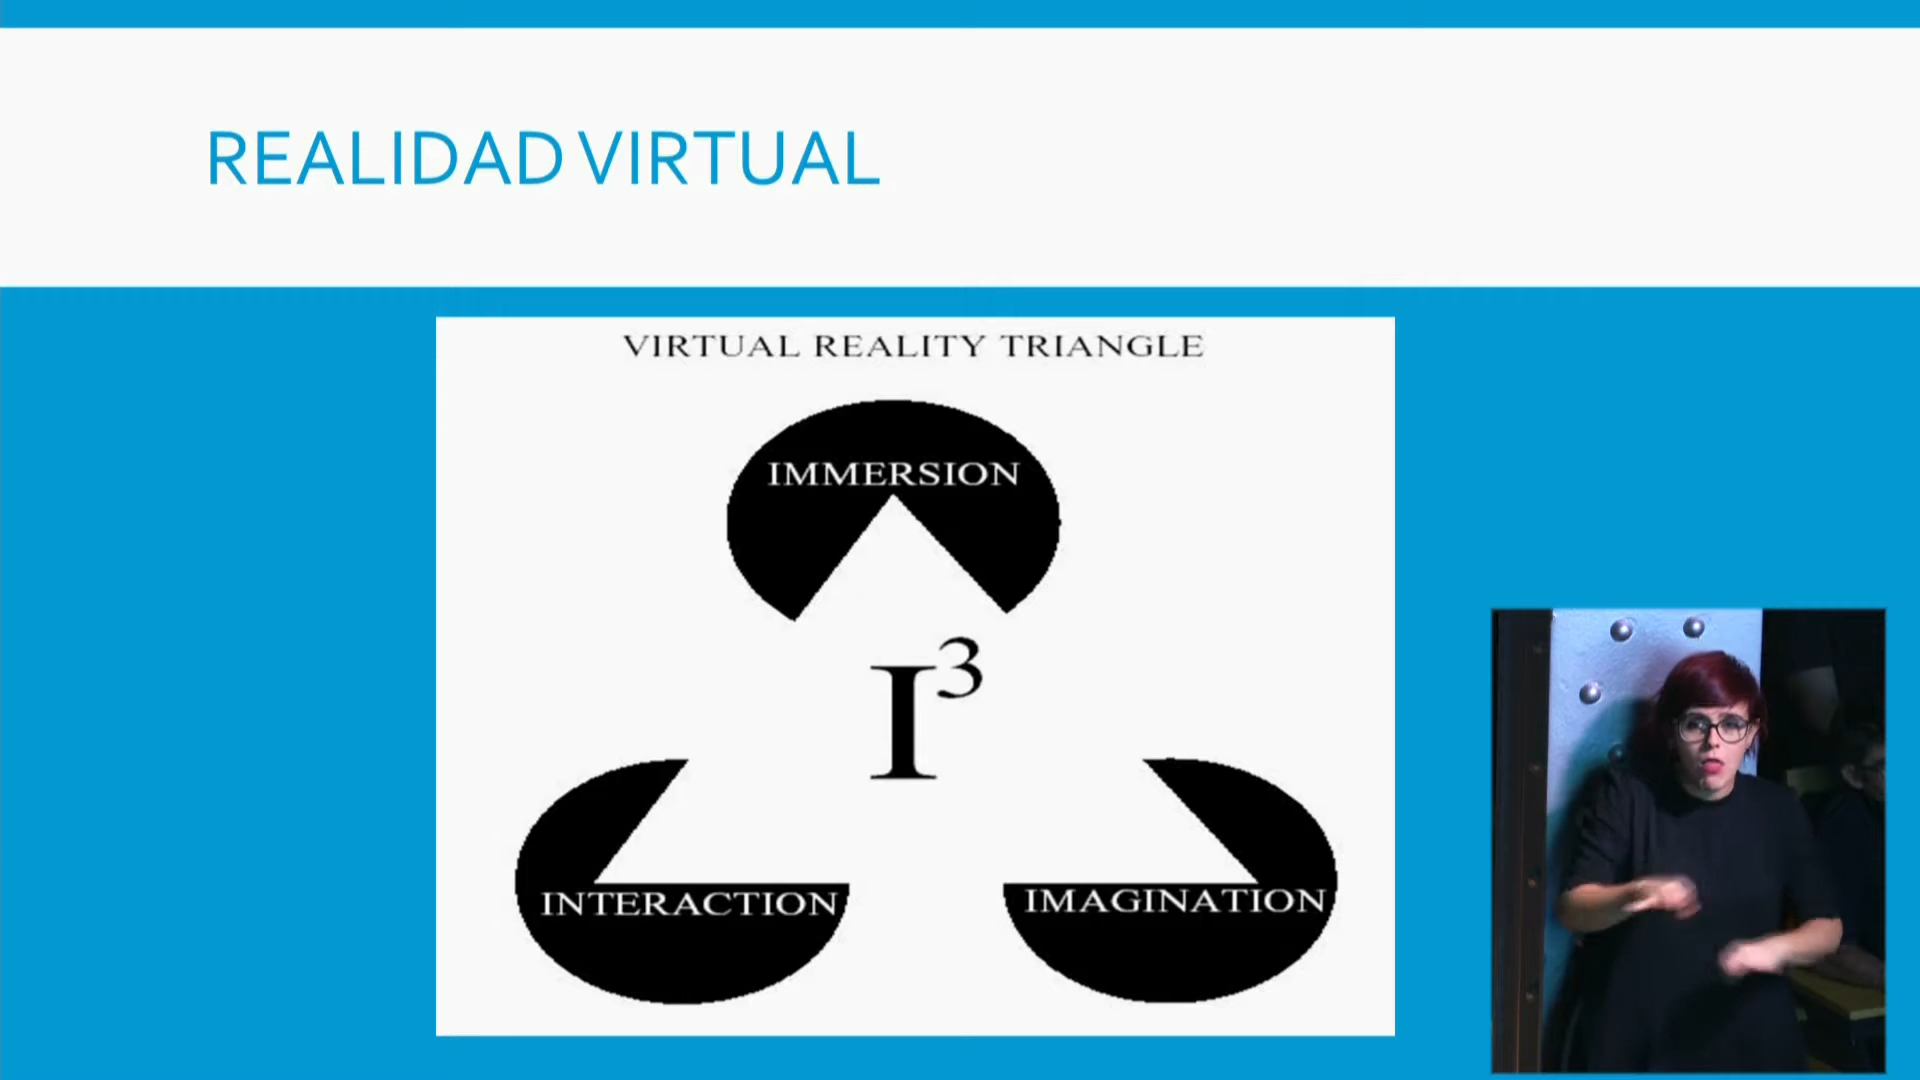 REALIDAD VIRTUAL
VIRTUAL REALITY TRIANGLE
IMMERSION
I³
INTERACTION
IMAGINATION